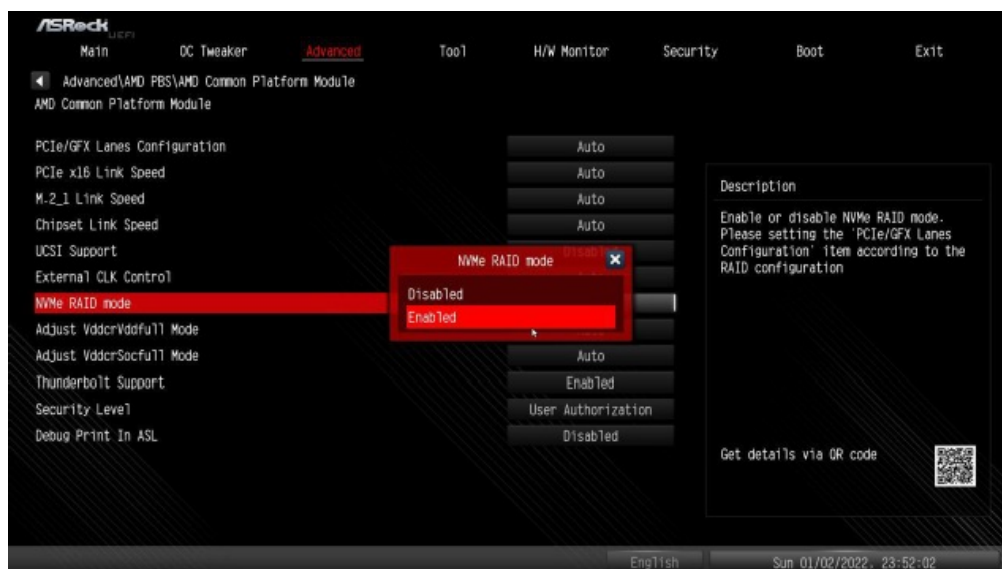 ASRock
UEFI
Main OC Tweaker Advanced Tool H/W Monitor Security Boot Exit
Advanced\AMD PBS\AMD Common Platform Module
AMD Common Platform Module
PCIe/GFX Lanes Configuration Auto
PCIe x16 Link Speed Auto
M.2_1 Link Speed Auto
Chipset Link Speed Auto
UCSI Support
External CLK Control
NVMe RAID mode
Adjust VddcrVddfull Mode
Adjust VddcrSocfull Mode Auto
Thunderbolt Support Enabled
Security Level User Authorization
Debug Print In ASL Disabled
NVMe RAID mode
Disabled
Enabled
Description
Enable or disable NVMe RAID mode.
Please setting the 'PCIe/GFX Lanes
Configuration' item according to the
RAID configuration
Get details via QR code
English Sun 01/02/2022, 23:52:02